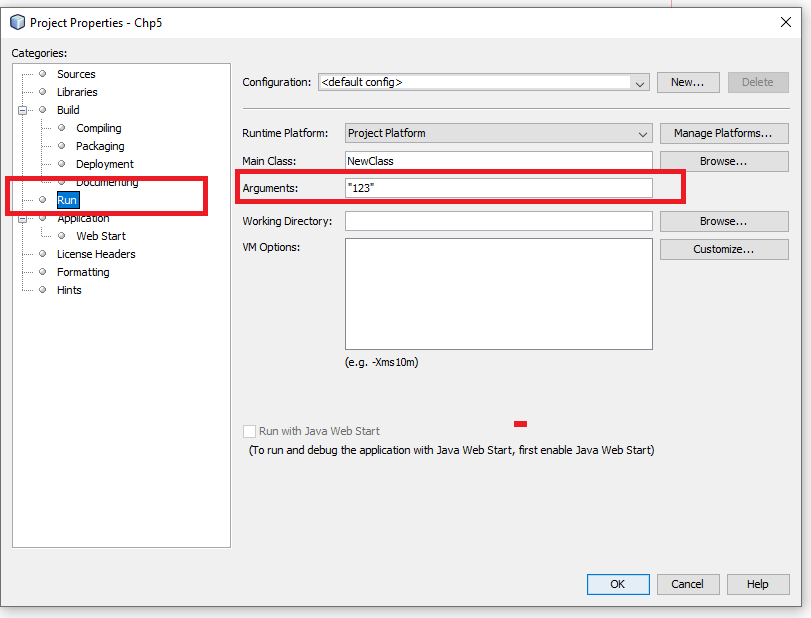 Project Properties - Chp5
Categories:
Sources
Libraries
Build
Compiling
Packaging
Deployment
Documenting
Run
Application
Web Start
License Headers
Formatting
Hints
Configuration: <default config> New... Delete
Runtime Platform: Project Platform Manage Platforms...
Main Class: NewClass Browse...
Arguments: "123"
Working Directory: Browse...
VM Options: Customize...
(e.g. -Xms10m)
Run with Java Web Start
(To run and debug the application with Java Web Start, first enable Java Web Start)
OK Cancel Help